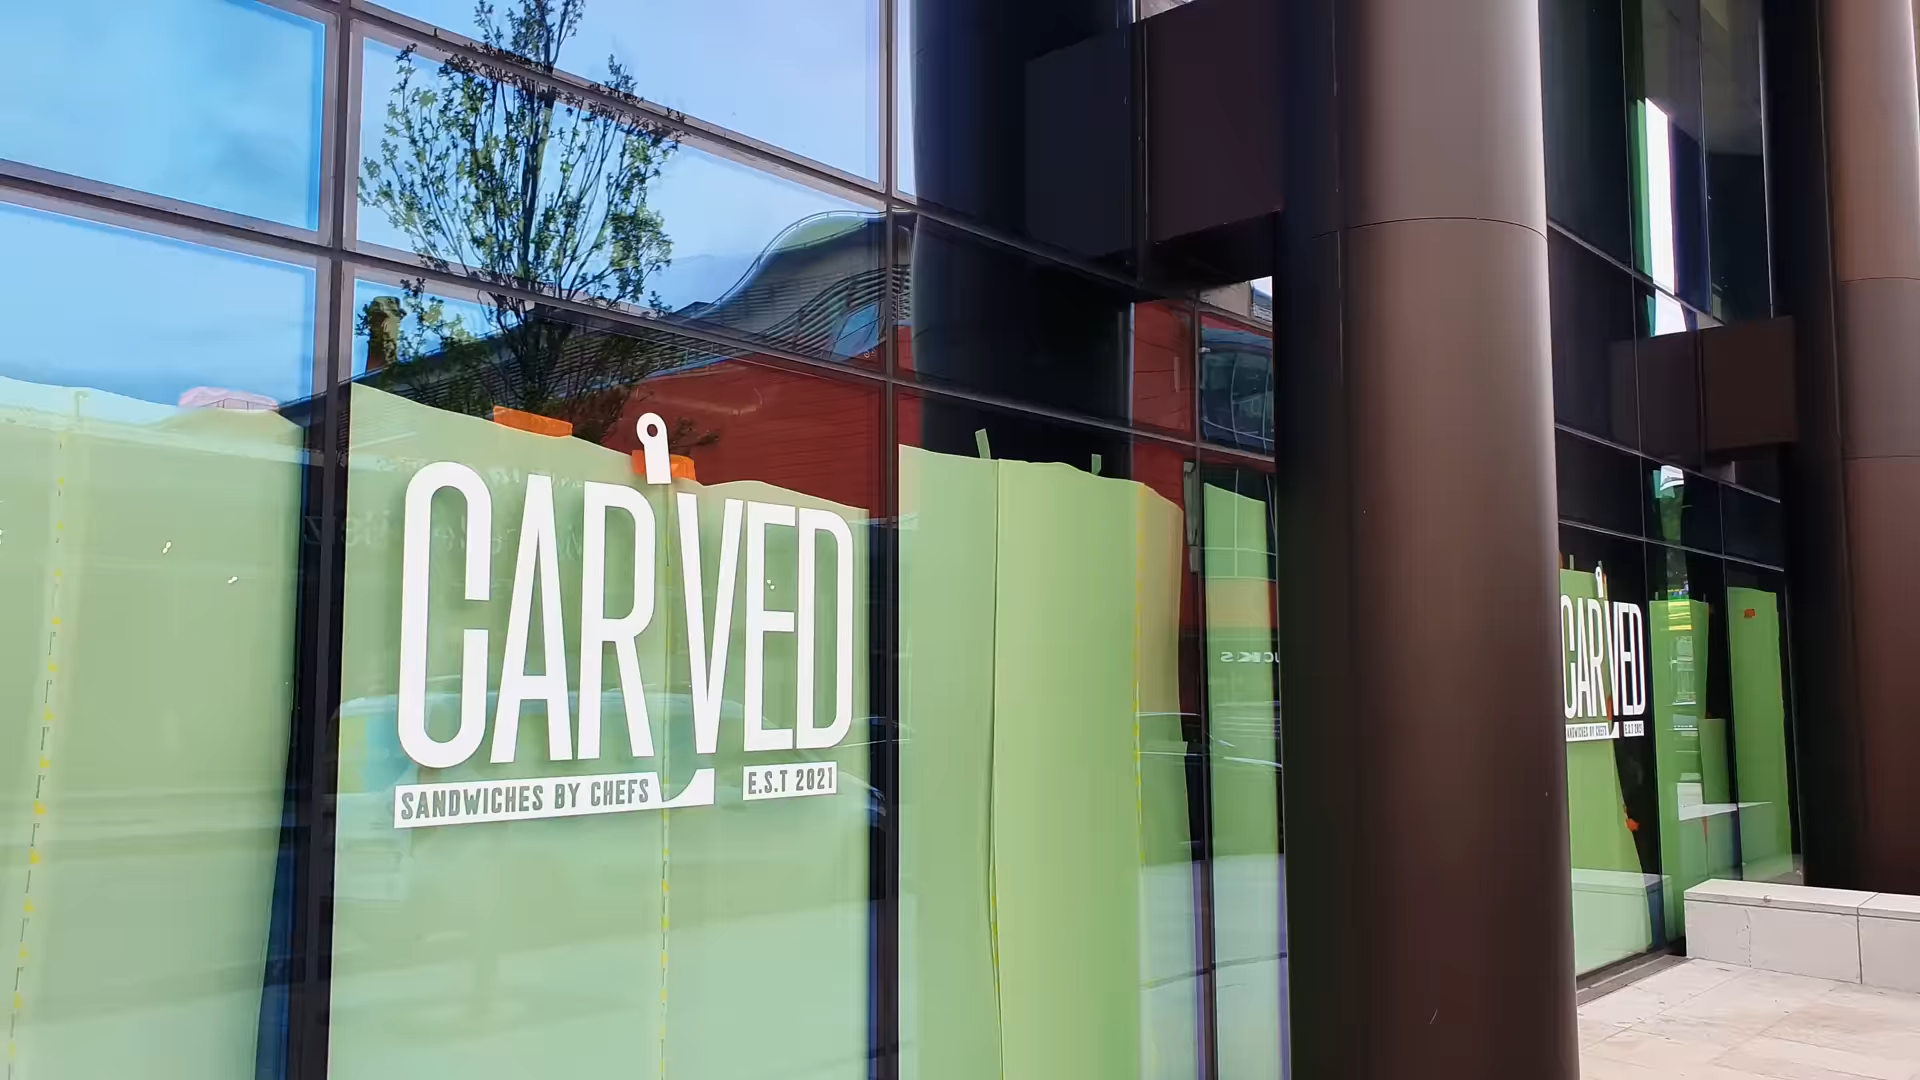 CARVED
SANDWICHES BY CHEFS
E.S.T 2021
CARVED
SANDWICHES BY CHEFS
E.S.T 2021